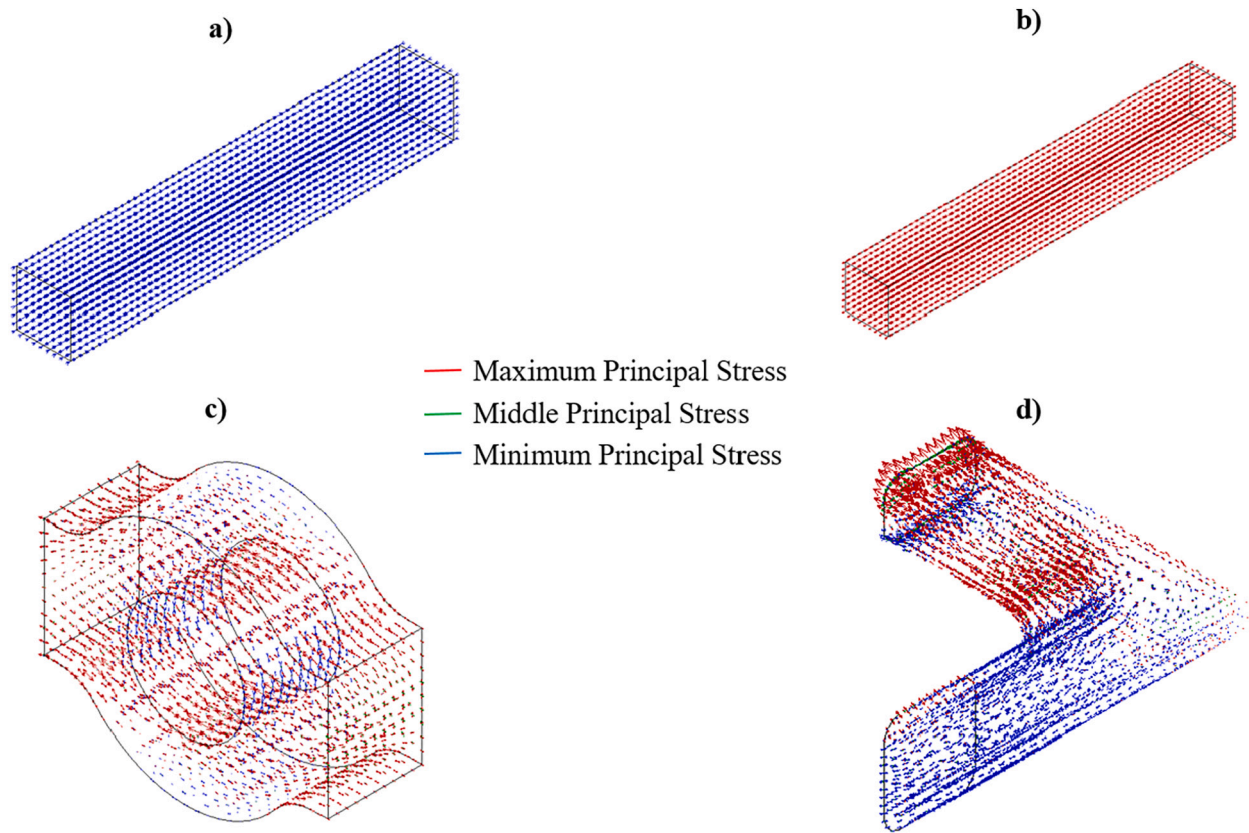 a)
b)
Maximum Principal Stress
Middle Principal Stress
Minimum Principal Stress
c)
d)